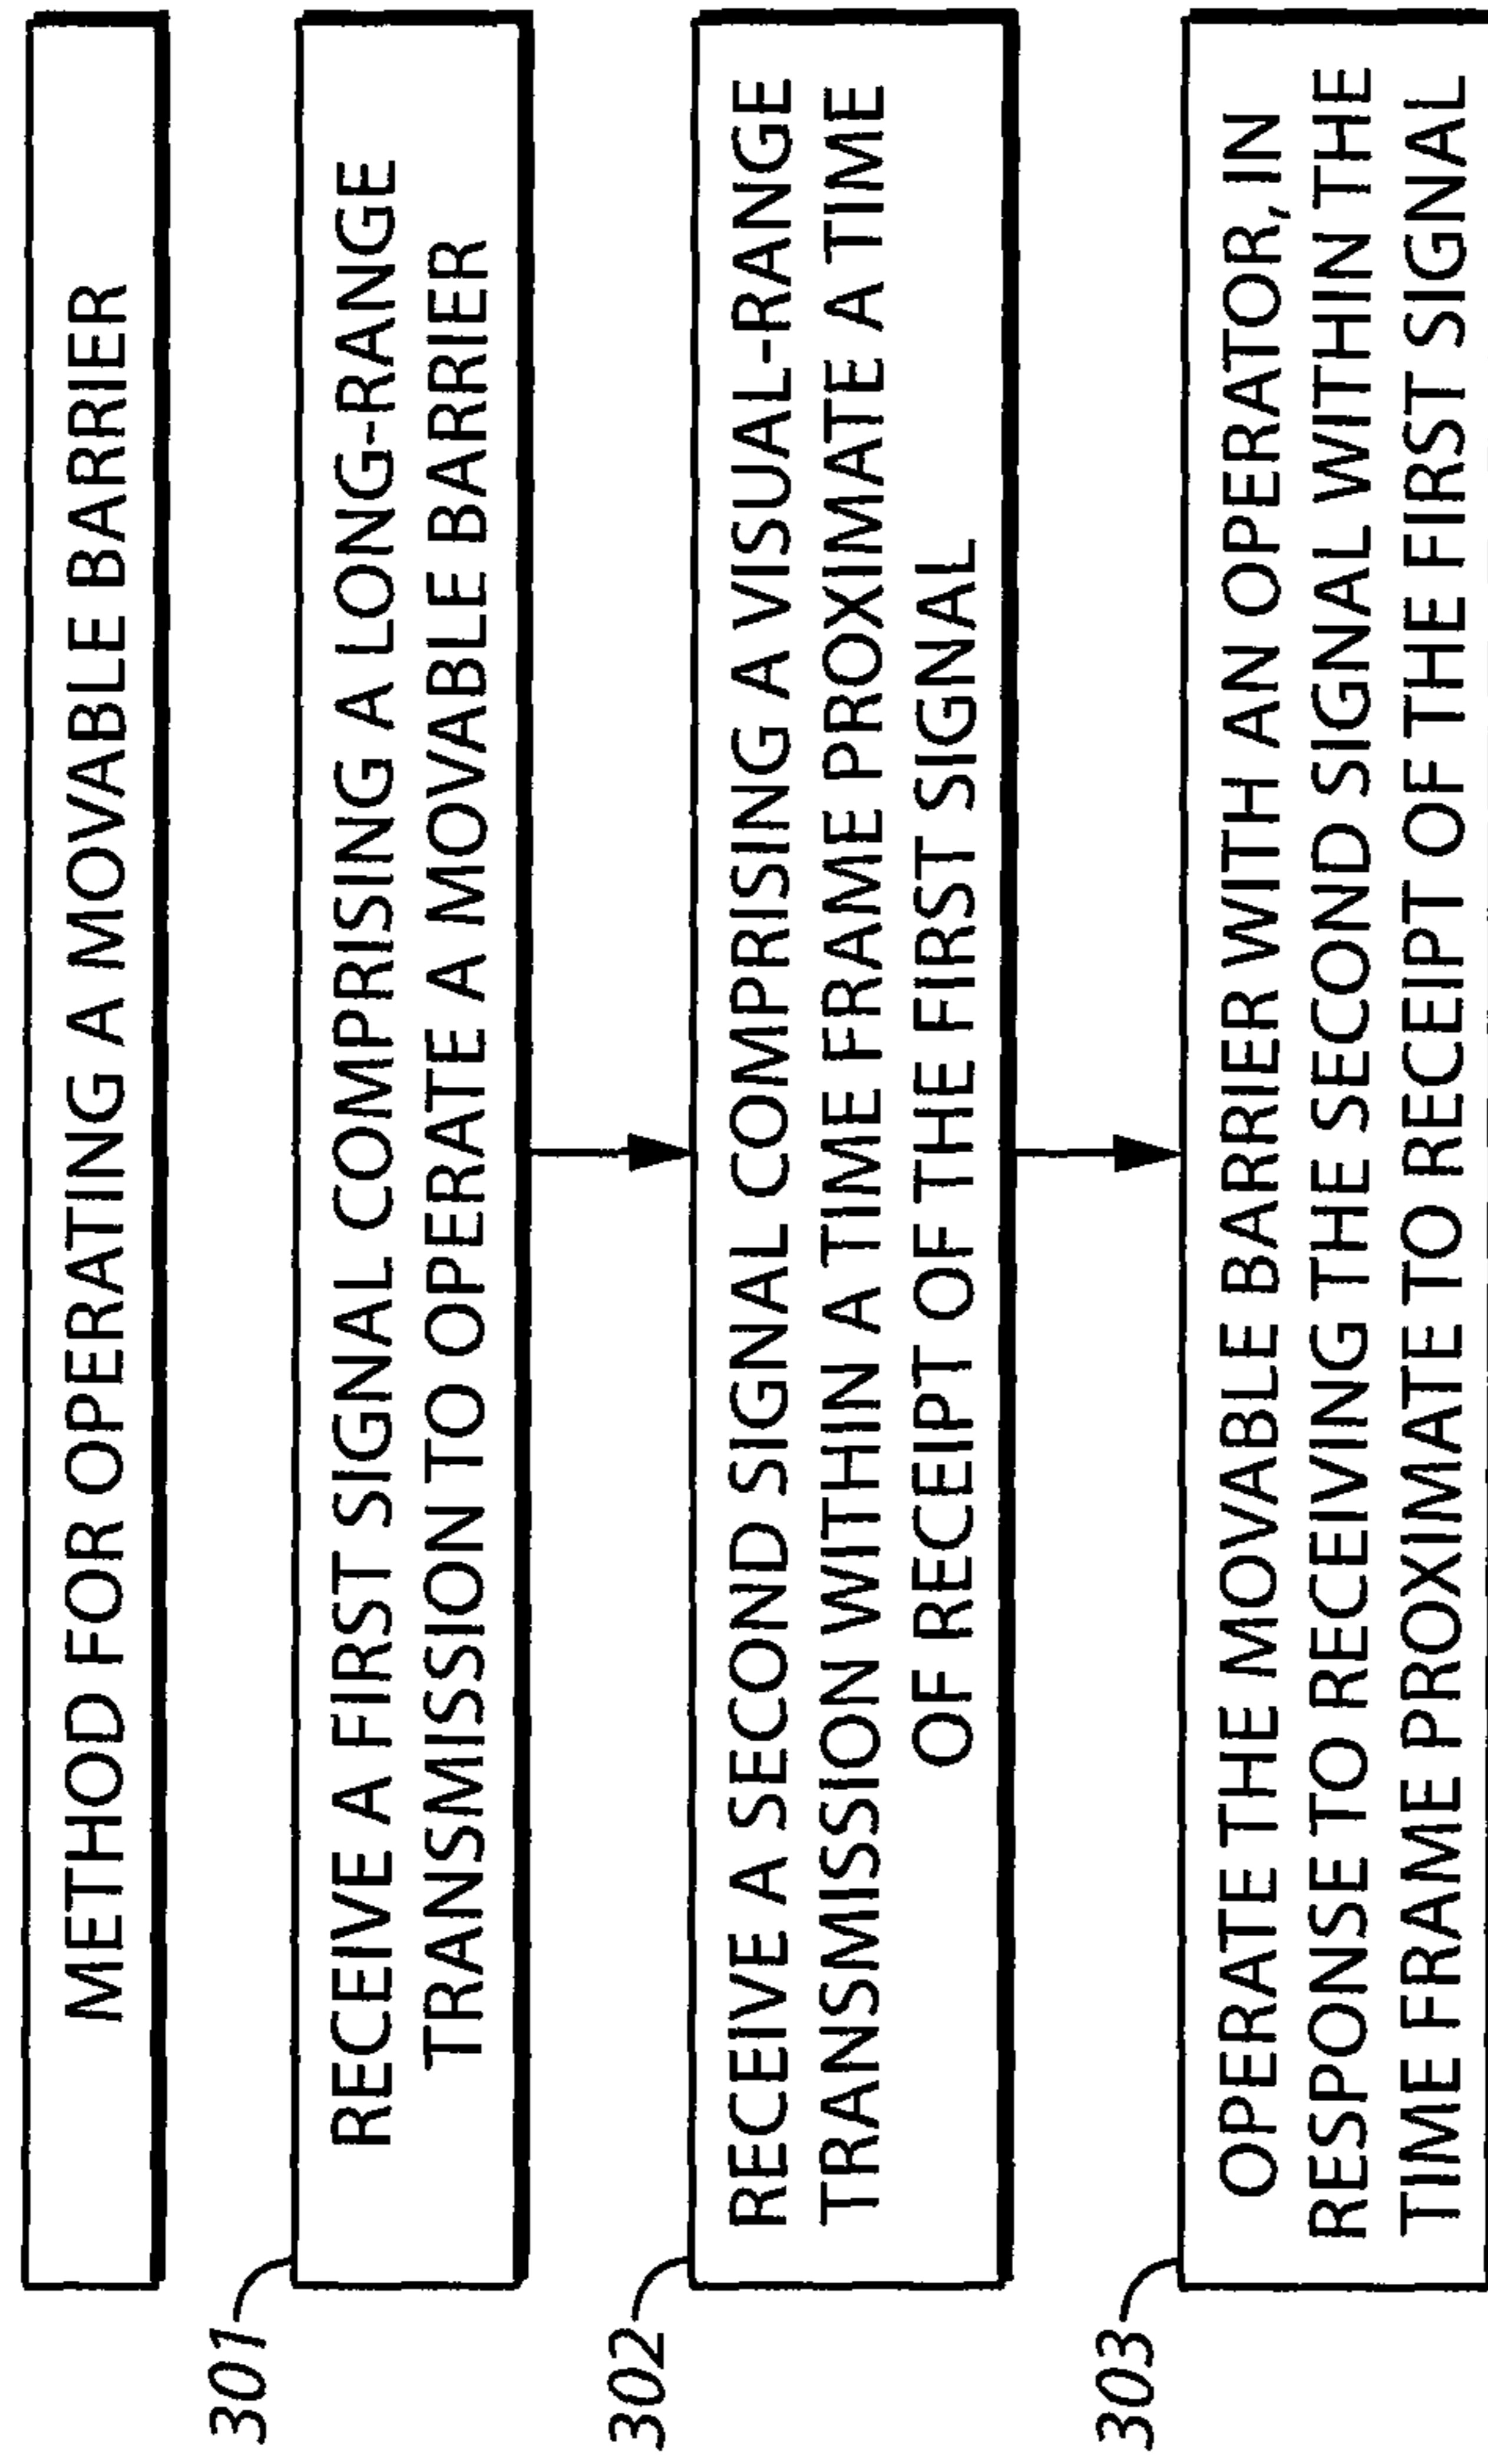 METHOD FOR OPERATING A MOVABLE BARRIER
301
RECEIVE A FIRST SIGNAL COMPRISING A LONG-RANGE
TRANSMISSION TO OPERATE A MOVABLE BARRIER
302
RECEIVE A SECOND SIGNAL COMPRISING A VISUAL-RANGE
TRANSMISSION WITHIN A TIME FRAME PROXIMATE A TIME
OF RECEIPT OF THE FIRST SIGNAL
303
OPERATE THE MOVABLE BARRIER WITH AN OPERATOR, IN
RESPONSE TO RECEIVING THE SECOND SIGNAL WITHIN THE
TIME FRAME PROXIMATE TO RECEIPT OF THE FIRST SIGNAL